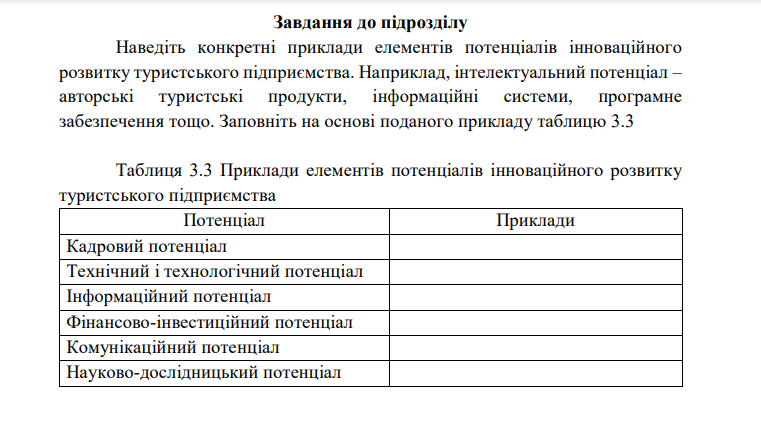 Завдання до підрозділу
Наведіть конкретні приклади елементів потенціалів інноваційного
розвитку туристського підприємства. Наприклад, інтелектуальний потенціал –
авторські туристські продукти, інформаційні системи, програмне
забезпечення тощо. Заповніть на основі поданого прикладу таблицю 3.3
Таблиця 3.3 Приклади елементів потенціалів інноваційного розвитку
туристського підприємства
Потенціал Приклади
Кадровий потенціал
Технічний і технологічний потенціал
Інформаційний потенціал
Фінансово-інвестиційний потенціал
Комунікаційний потенціал
Науково-дослідницький потенціал